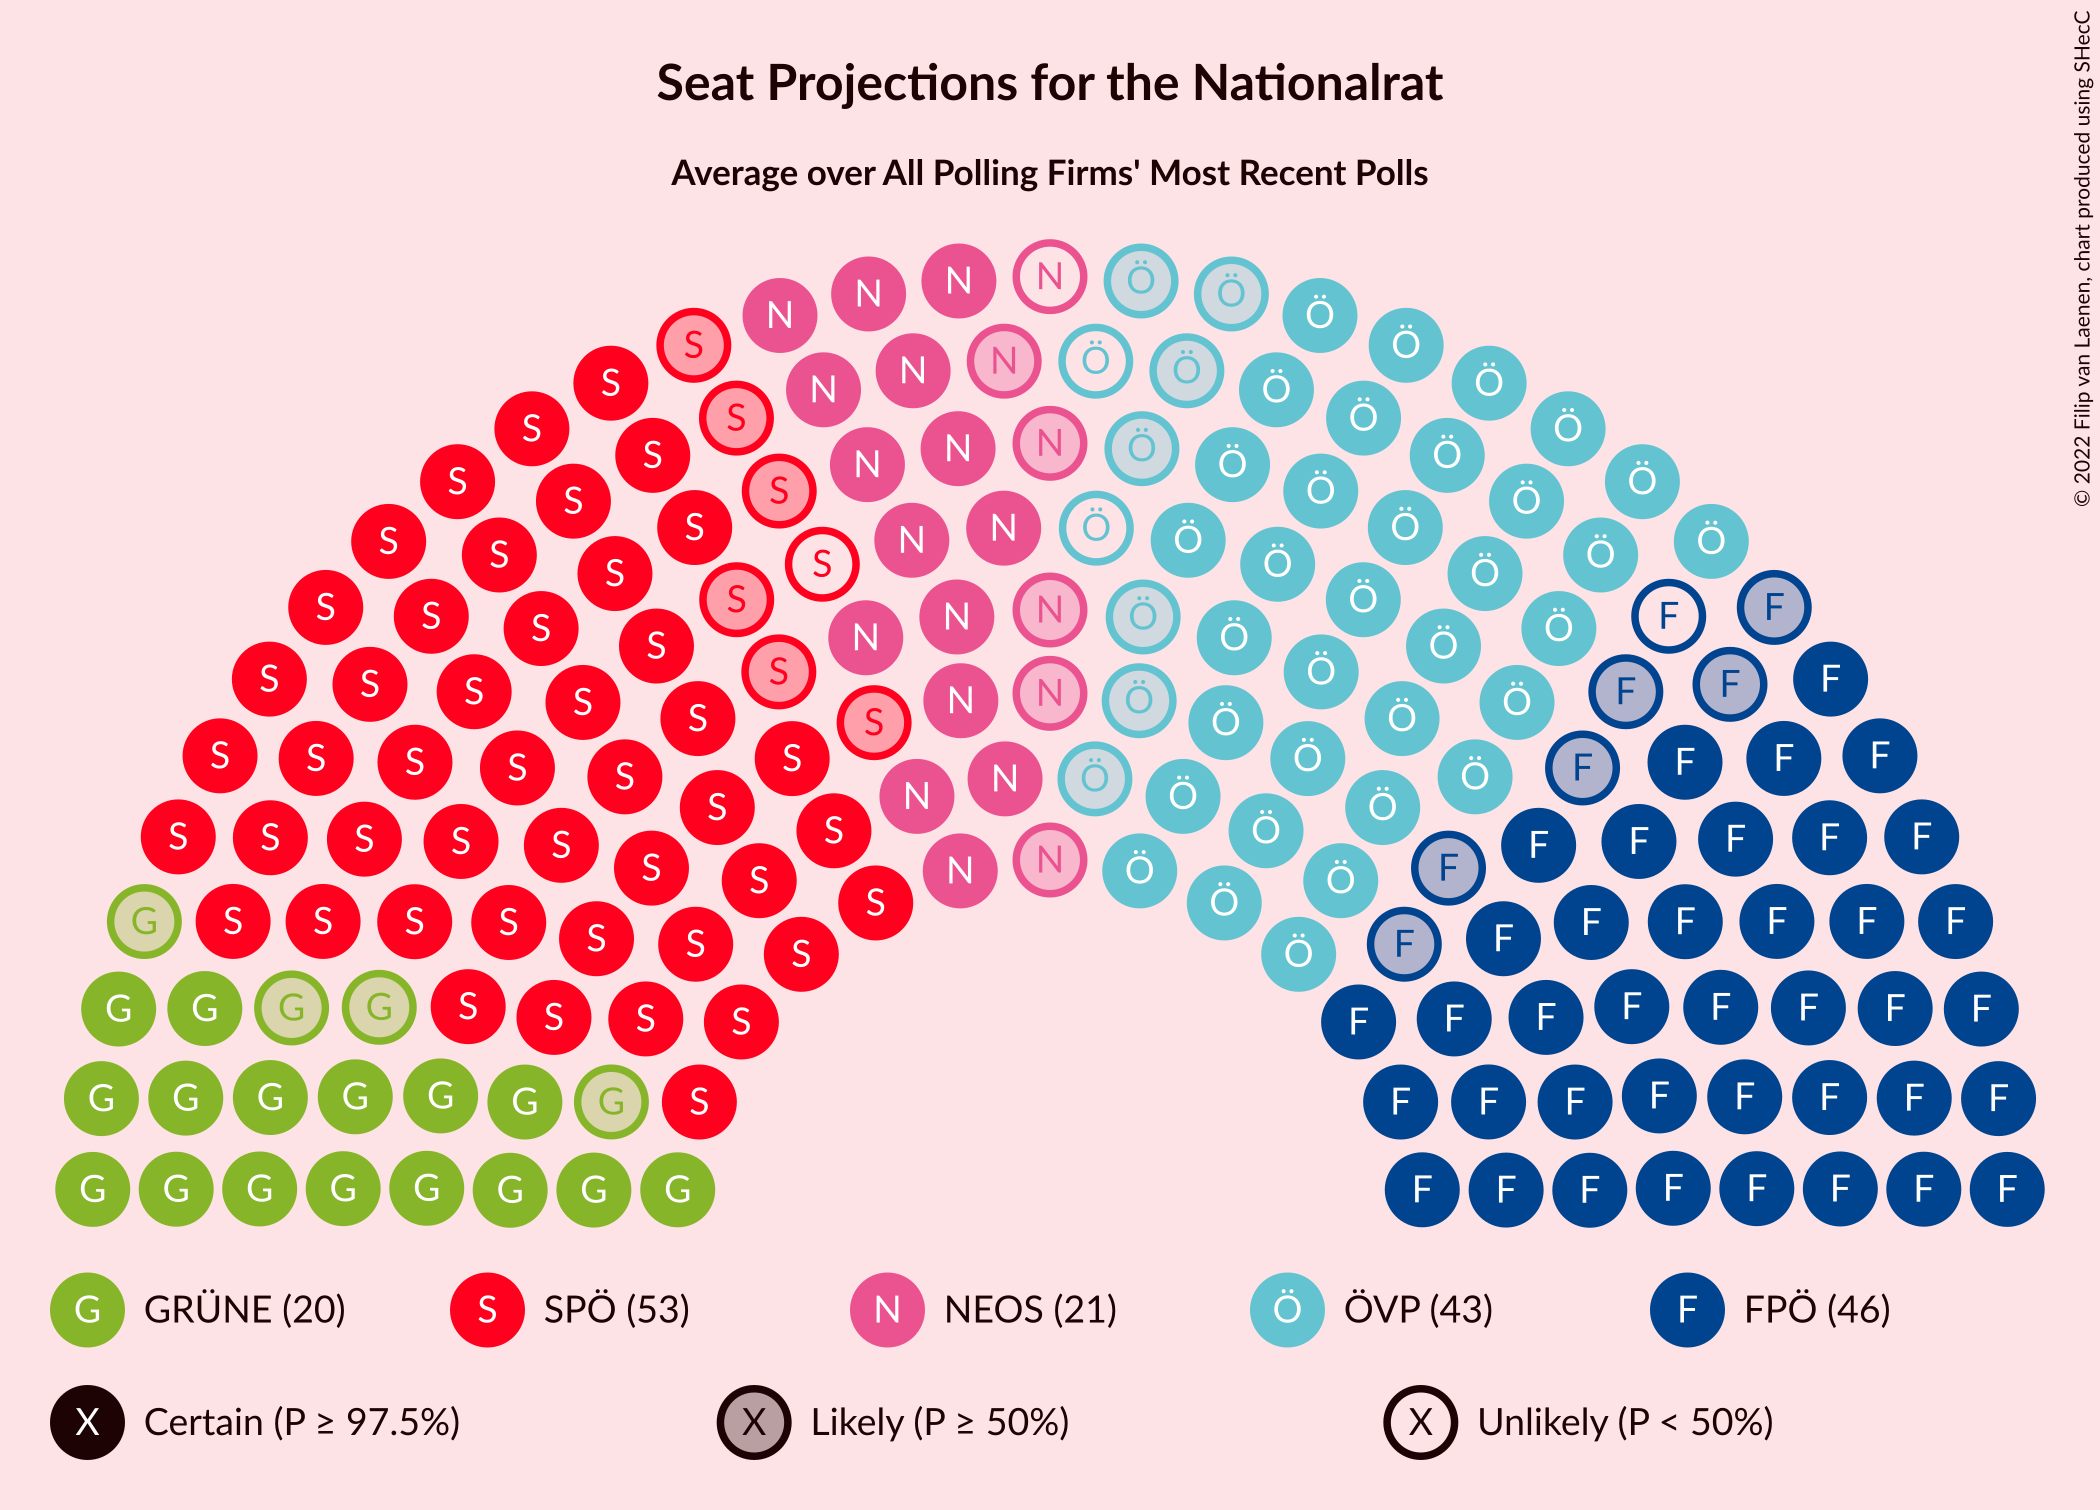 Seat Projections for the Nationalrat
Average over All Polling Firms' Most Recent Polls
© 2022 Filip van Laenen, chart produced using SHecC
N N N N Ö Ö Ö
S N N N Ö Ö Ö Ö
S S N N N Ö Ö Ö Ö
S S S N N Ö Ö Ö Ö
S S S S N N N Ö Ö Ö Ö Ö
S S S S S N N Ö Ö Ö Ö Ö
S S S S S N N N Ö Ö Ö Ö Ö F F
S S S S S S N N N Ö Ö Ö Ö Ö F F F
S S S S S S S N N Ö Ö Ö Ö Ö F F F F
S S S S S S S S N N Ö Ö Ö Ö F F F F F F
G S S S S S S S Ö F F F F F F F
G G G G S S S S F F F F F F F F
G G G G G G G S F F F F F F F F
G G G G G G G G F F F F F F F F
G GRÜNE (20) S SPÖ (53) N NEOS (21) Ö ÖVP (43) F FPÖ (46)
X Certain (P ≥ 97.5%) X Likely (P ≥ 50%) X Unlikely (P < 50%)